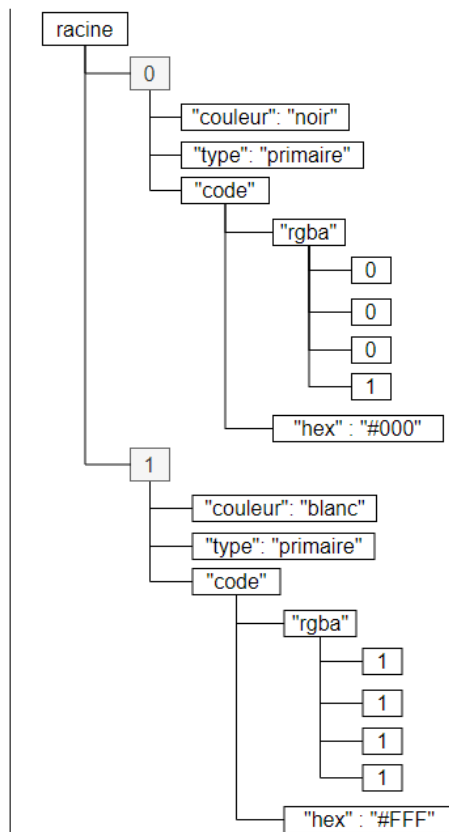 racine
0
"couleur": "noir"
"type": "primaire"
"code"
"rgba"
0
0
0
1
"hex" : "#000"
1
"couleur": "blanc"
"type": "primaire"
"code"
"rgba"
1
1
1
1
"hex" : "#FFF"